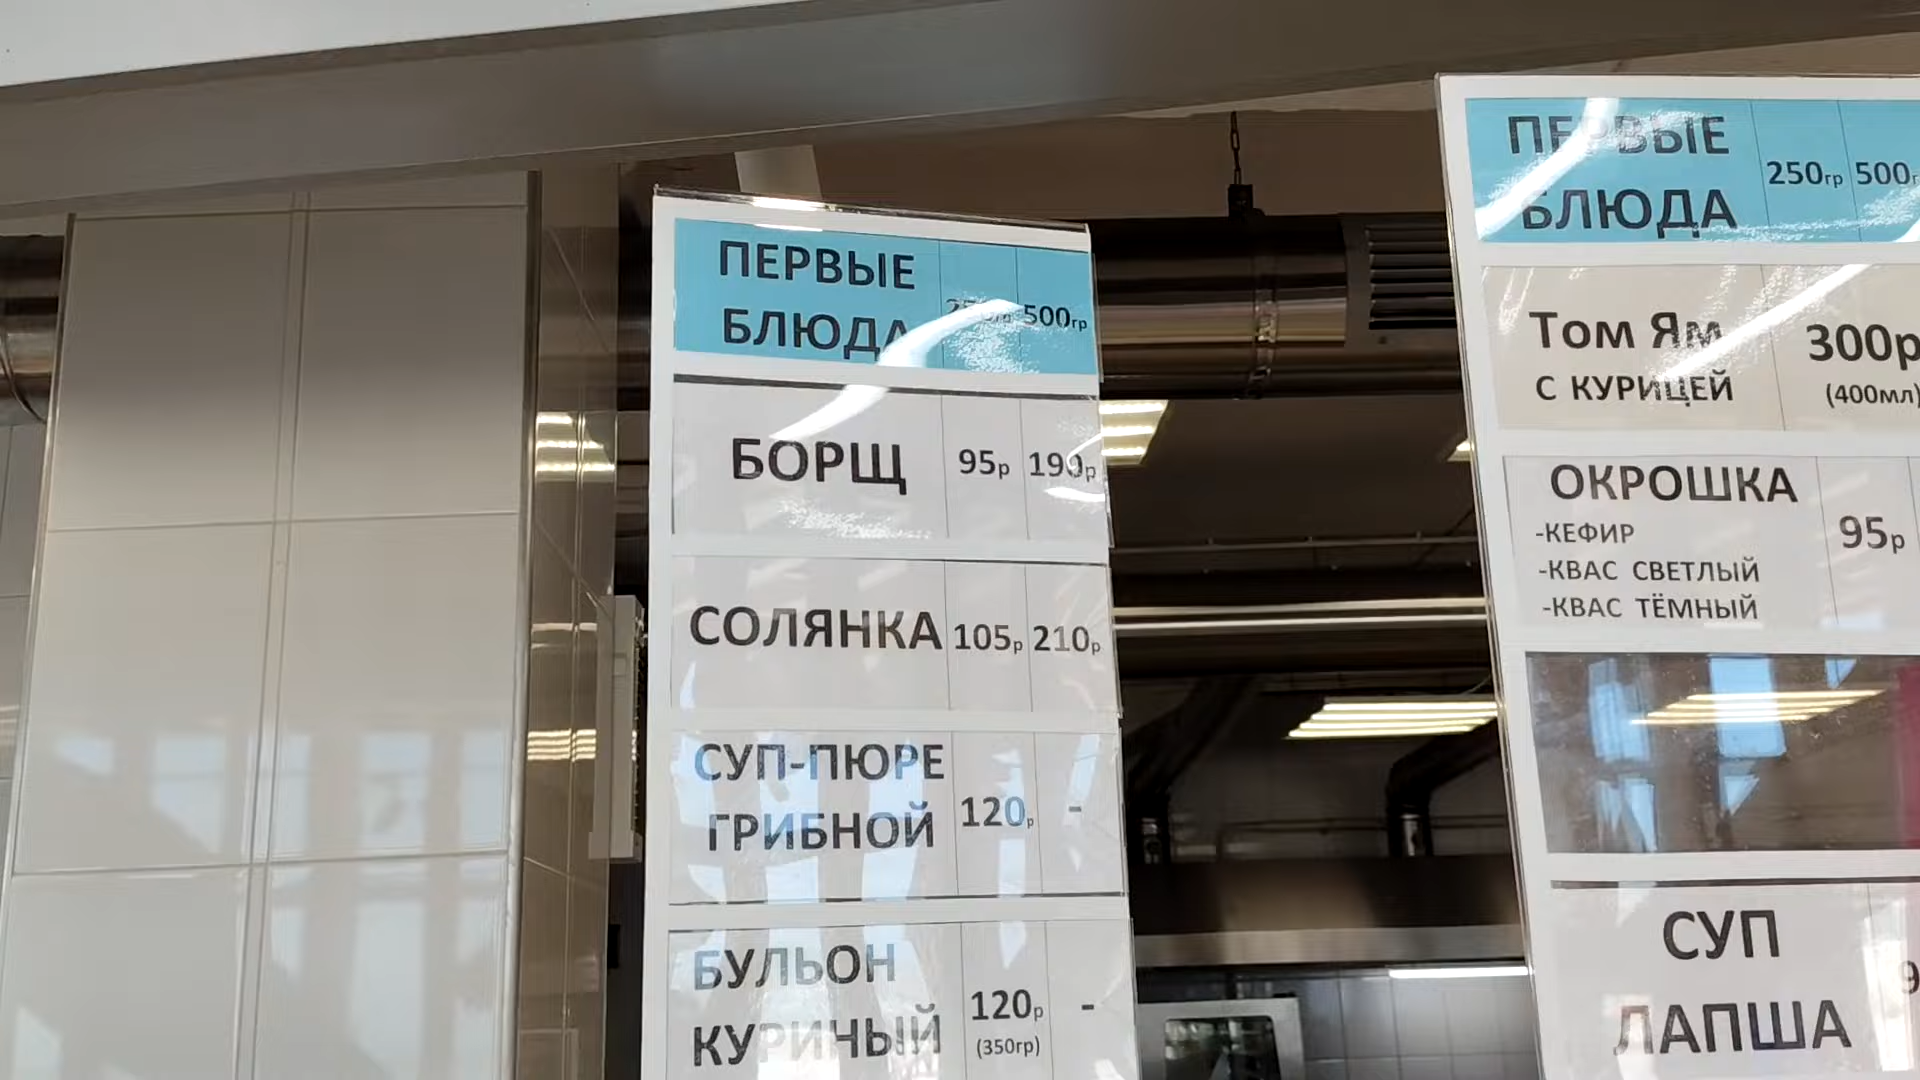 ПЕРВЫЕ
БЛЮДА
250гр 500гр
БОРЩ 95р 190р
СОЛЯНКА 105р 210р
СУП-ПЮРЕ
ГРИБНОЙ
120р -
БУЛЬОН
КУРИНЫЙ
120р -
(350гр)
ПЕРВЫЕ
БЛЮДА
250гр 500г
Том Ям
С КУРИЦЕЙ
300р
(400мл)
ОКРОШКА
-КЕФИР
-КВАС СВЕТЛЫЙ
-КВАС ТЁМНЫЙ
95р
СУП
ЛАПША